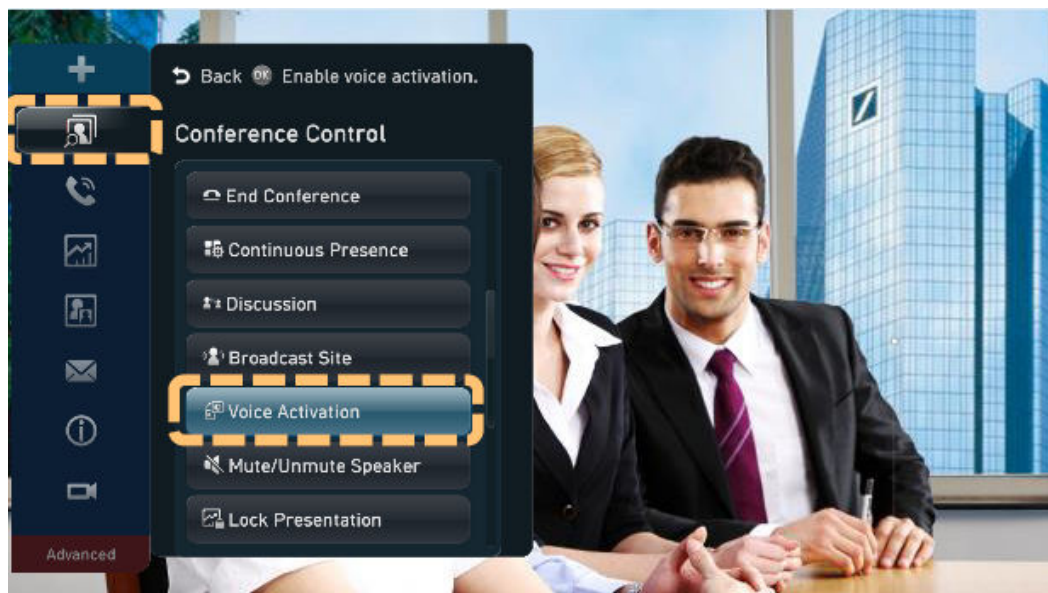 Back OK Enable voice activation.
Conference Control
End Conference
Continuous Presence
Discussion
Broadcast Site
Voice Activation
Mute/Unmute Speaker
Lock Presentation
Advanced